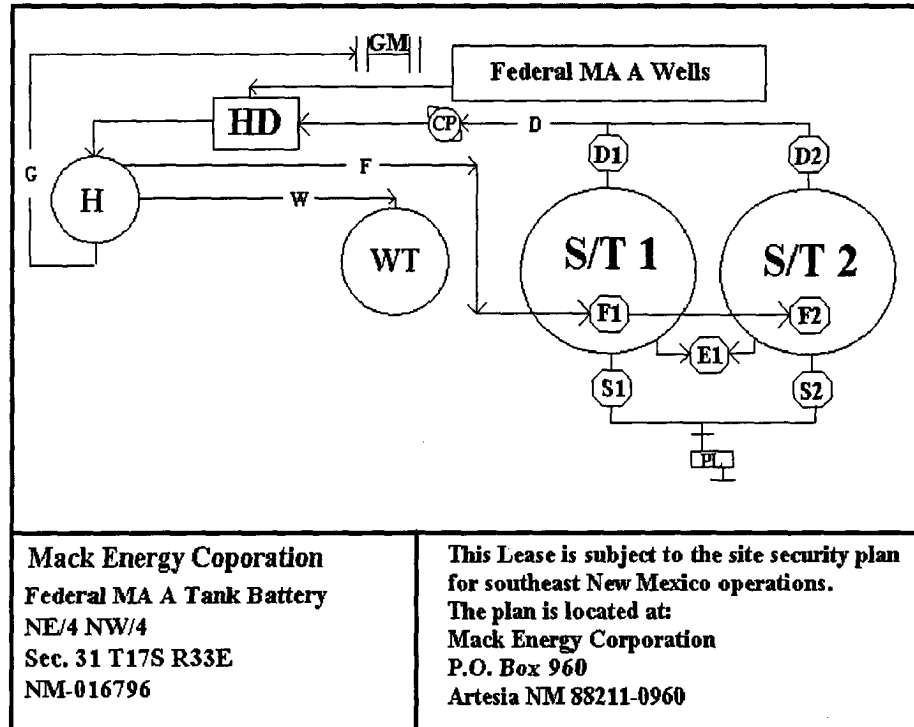 GM
Federal MA A Wells
HD
CP
D
D1
D2
G
F
H
W
WT
S/T 1
S/T 2
F1
F2
E1
S1
S2
PL
Mack Energy Coporation
Federal MA A Tank Battery
NE/4 NW/4
Sec. 31 T17S R33E
NM-016796
This Lease is subject to the site security plan
for southeast New Mexico operations.
The plan is located at:
Mack Energy Corporation
P.O. Box 960
Artesia NM 88211-0960